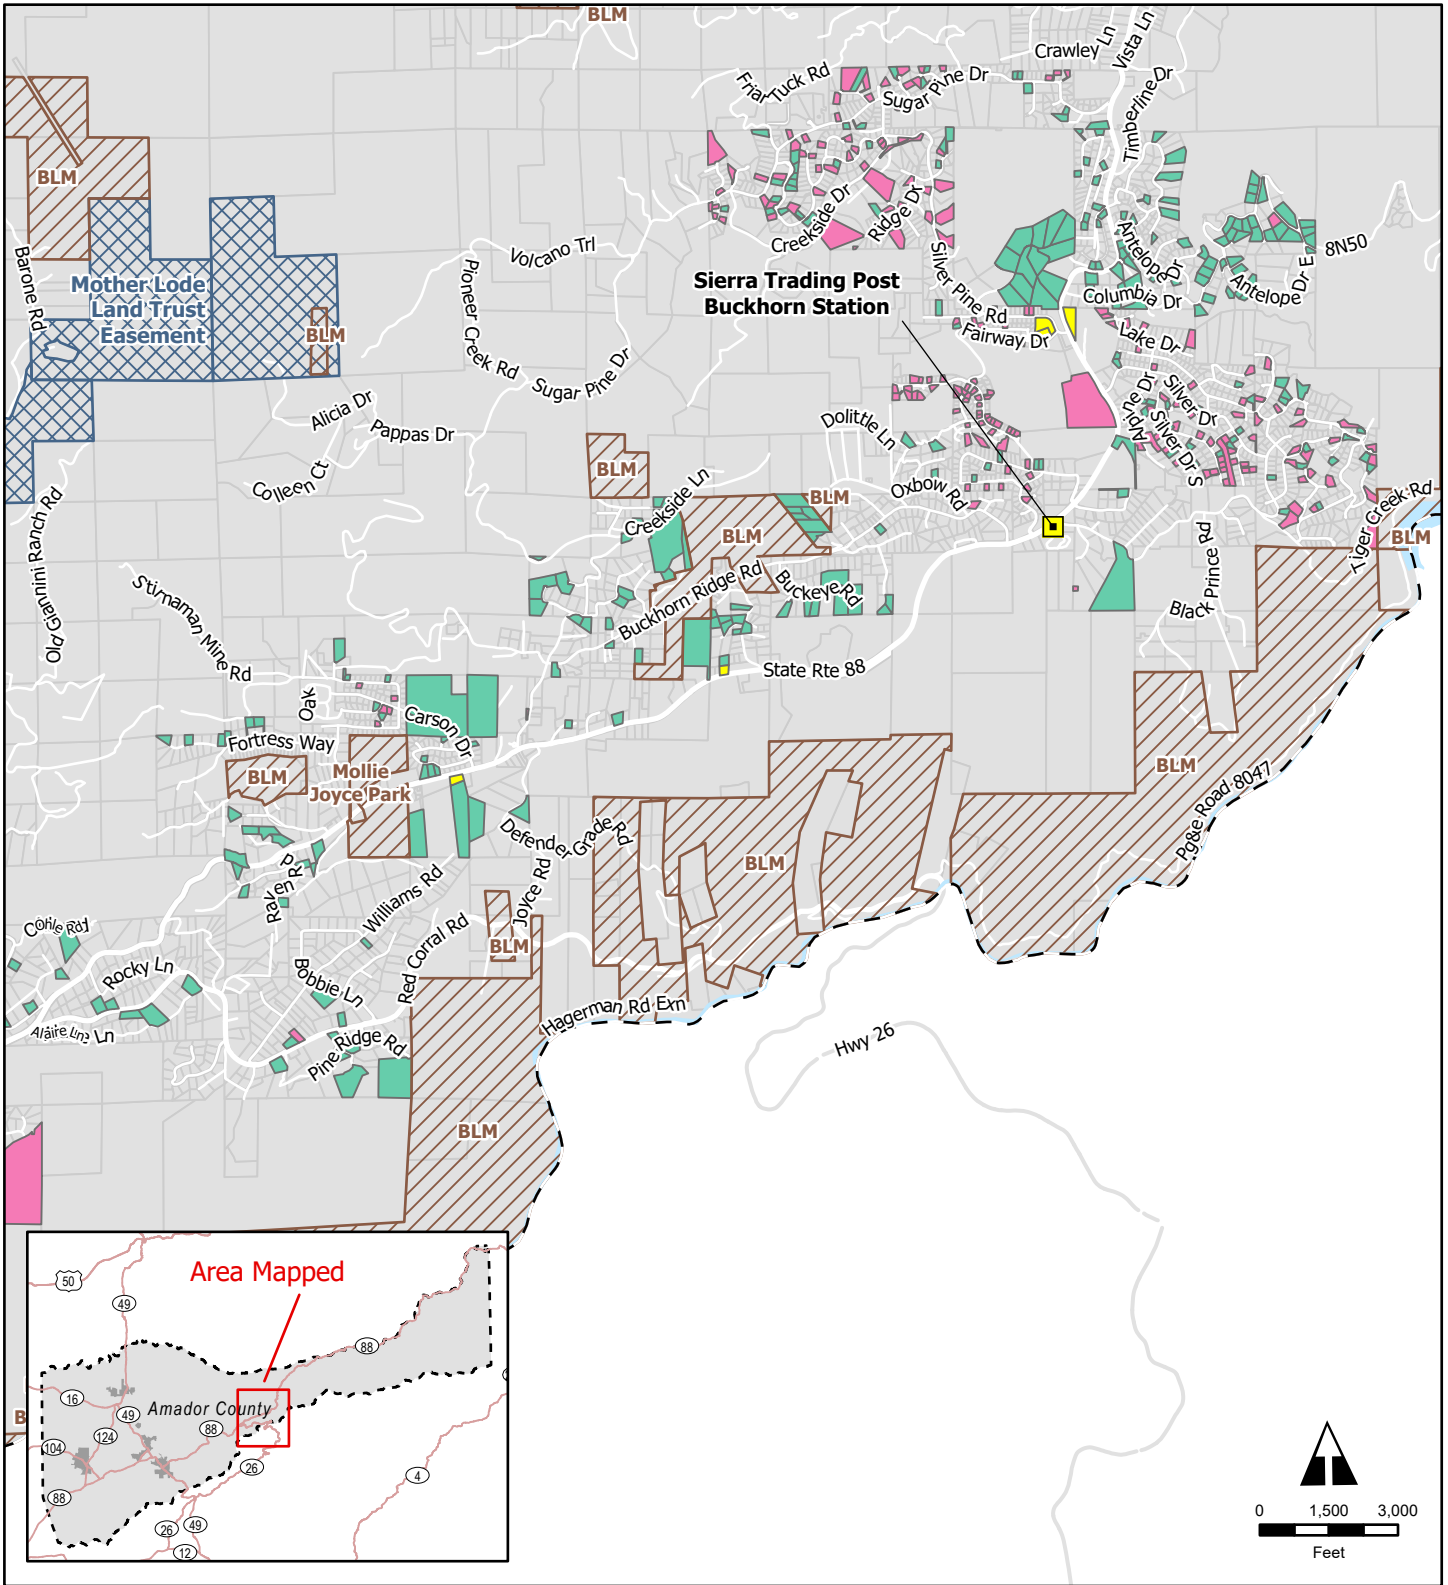 BLM
Crawley Ln
Vista Ln
Friar Tuck Rd
Sugar Pine Dr
Timberline Dr
BLM
Creekside Dr
Ridge Dr
Antelope Dr
8N50
Volcano Trl
Barone Rd
Silver Pine Rd
Antelope Dr E
Mother Lode
Land Trust
Easement
Sierra Trading Post
Buckhorn Station
Columbia Dr
BLM
Pioneer Creek Rd
Fairway Dr
Lake Dr
Sugar Pine Dr
Alicia Dr
Pappas Dr
Dolittle Ln
Alpine Dr
Silver Dr
Silver Dr S
Colleen Ct
BLM
Creekside Ln
BLM
Oxbow Rd
Tiger Creek Rd
BLM
BLM
Old Giannini Ranch Rd
Stirnaman Mine Rd
Buckhorn Ridge Rd
Buckeye Rd
Black Prince Rd
State Rte 88
Oak
Carson Dr
Fortress Way
BLM
Mollie
Joyce Park
BLM
Pg&e Road 8047
Defender Grade Rd
BLM
Raven Rd
Williams Rd
Joyce Rd
Red Corral Rd
BLM
Rocky Ln
Bobbie Ln
Hagerman Rd Exn
Pine Ridge Rd
Hwy 26
BLM
Area Mapped
50
49
88
16
49
Amador County
88
124
104
26
4
88
26
49
12
B
0 1,500 3,000
Feet